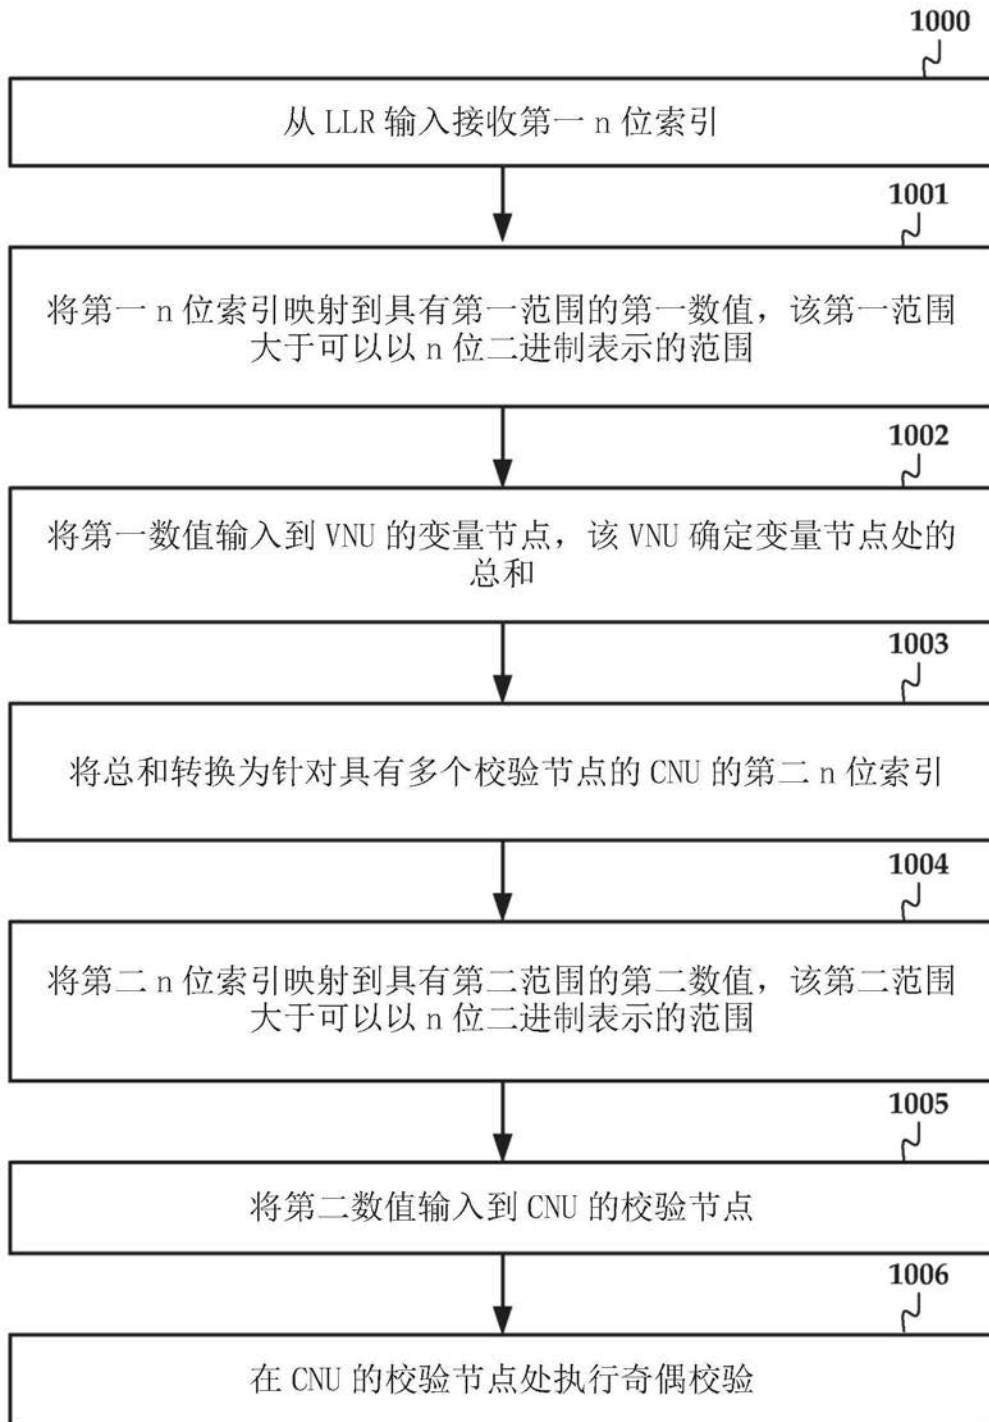 1000
从 LLR 输入接收第一 n 位索引
1001
将第一 n 位索引映射到具有第一范围的第一数值，该第一范围
大于可以以 n 位二进制表示的范围
1002
将第一数值输入到 VNU 的变量节点，该 VNU 确定变量节点处的
总和
1003
将总和转换为针对具有多个校验节点的 CNU 的第二 n 位索引
1004
将第二 n 位索引映射到具有第二范围的第二数值，该第二范围
大于可以以 n 位二进制表示的范围
1005
将第二数值输入到 CNU 的校验节点
1006
在 CNU 的校验节点处执行奇偶校验